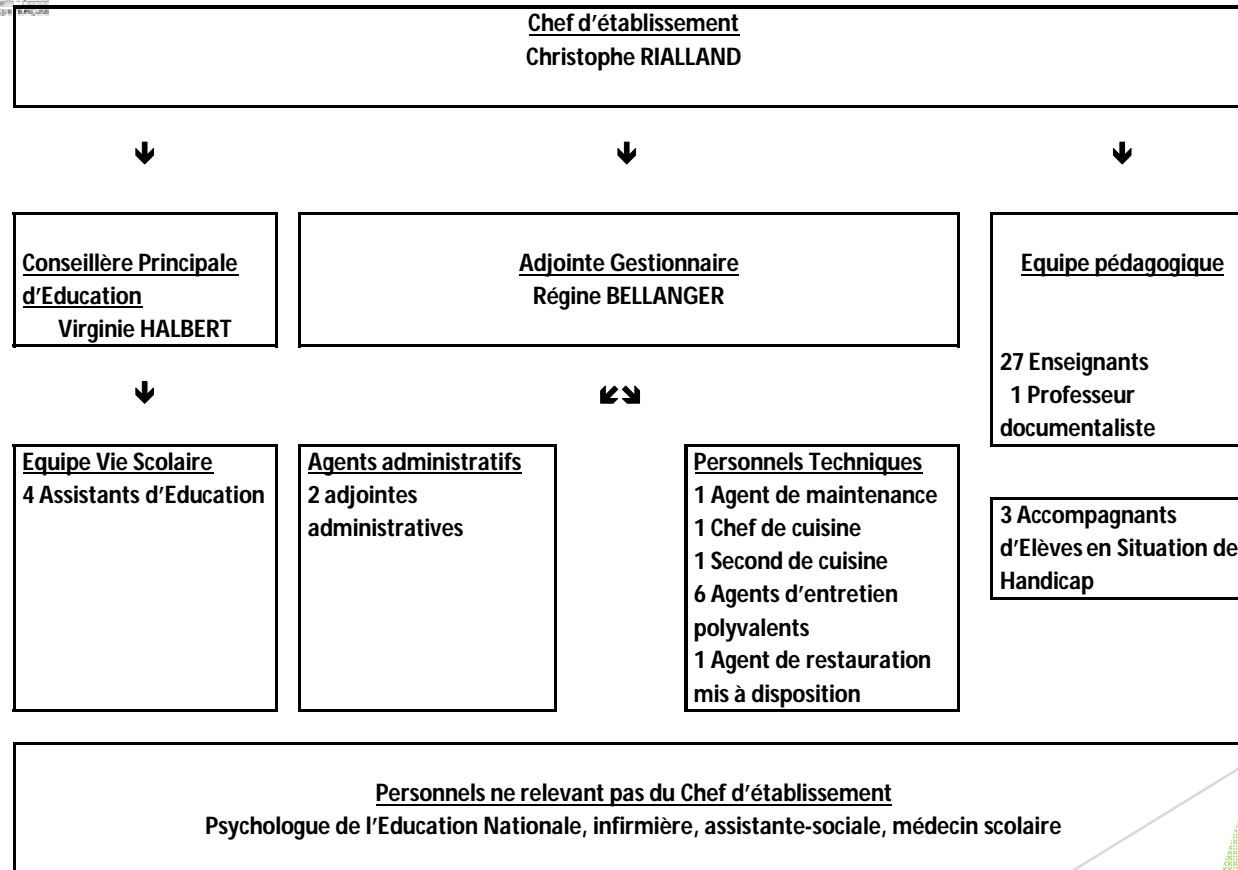 Chef d'établissement
Christophe RIALLAND
Conseillère Principale
d'Education
Virginie HALBERT
Adjointe Gestionnaire
Régine BELLANGER
Equipe pédagogique
27 Enseignants
1 Professeur
documentaliste
Equipe Vie Scolaire
4 Assistants d'Education
Agents administratifs
2 adjointes
administratives
Personnels Techniques
1 Agent de maintenance
1 Chef de cuisine
1 Second de cuisine
6 Agents d'entretien
polyvalents
1 Agent de restauration
mis à disposition
3 Accompagnants
d'Elèves en Situation de
Handicap
Personnels ne relevant pas du Chef d'établissement
Psychologue de l'Education Nationale, infirmière, assistante-sociale, médecin scolaire